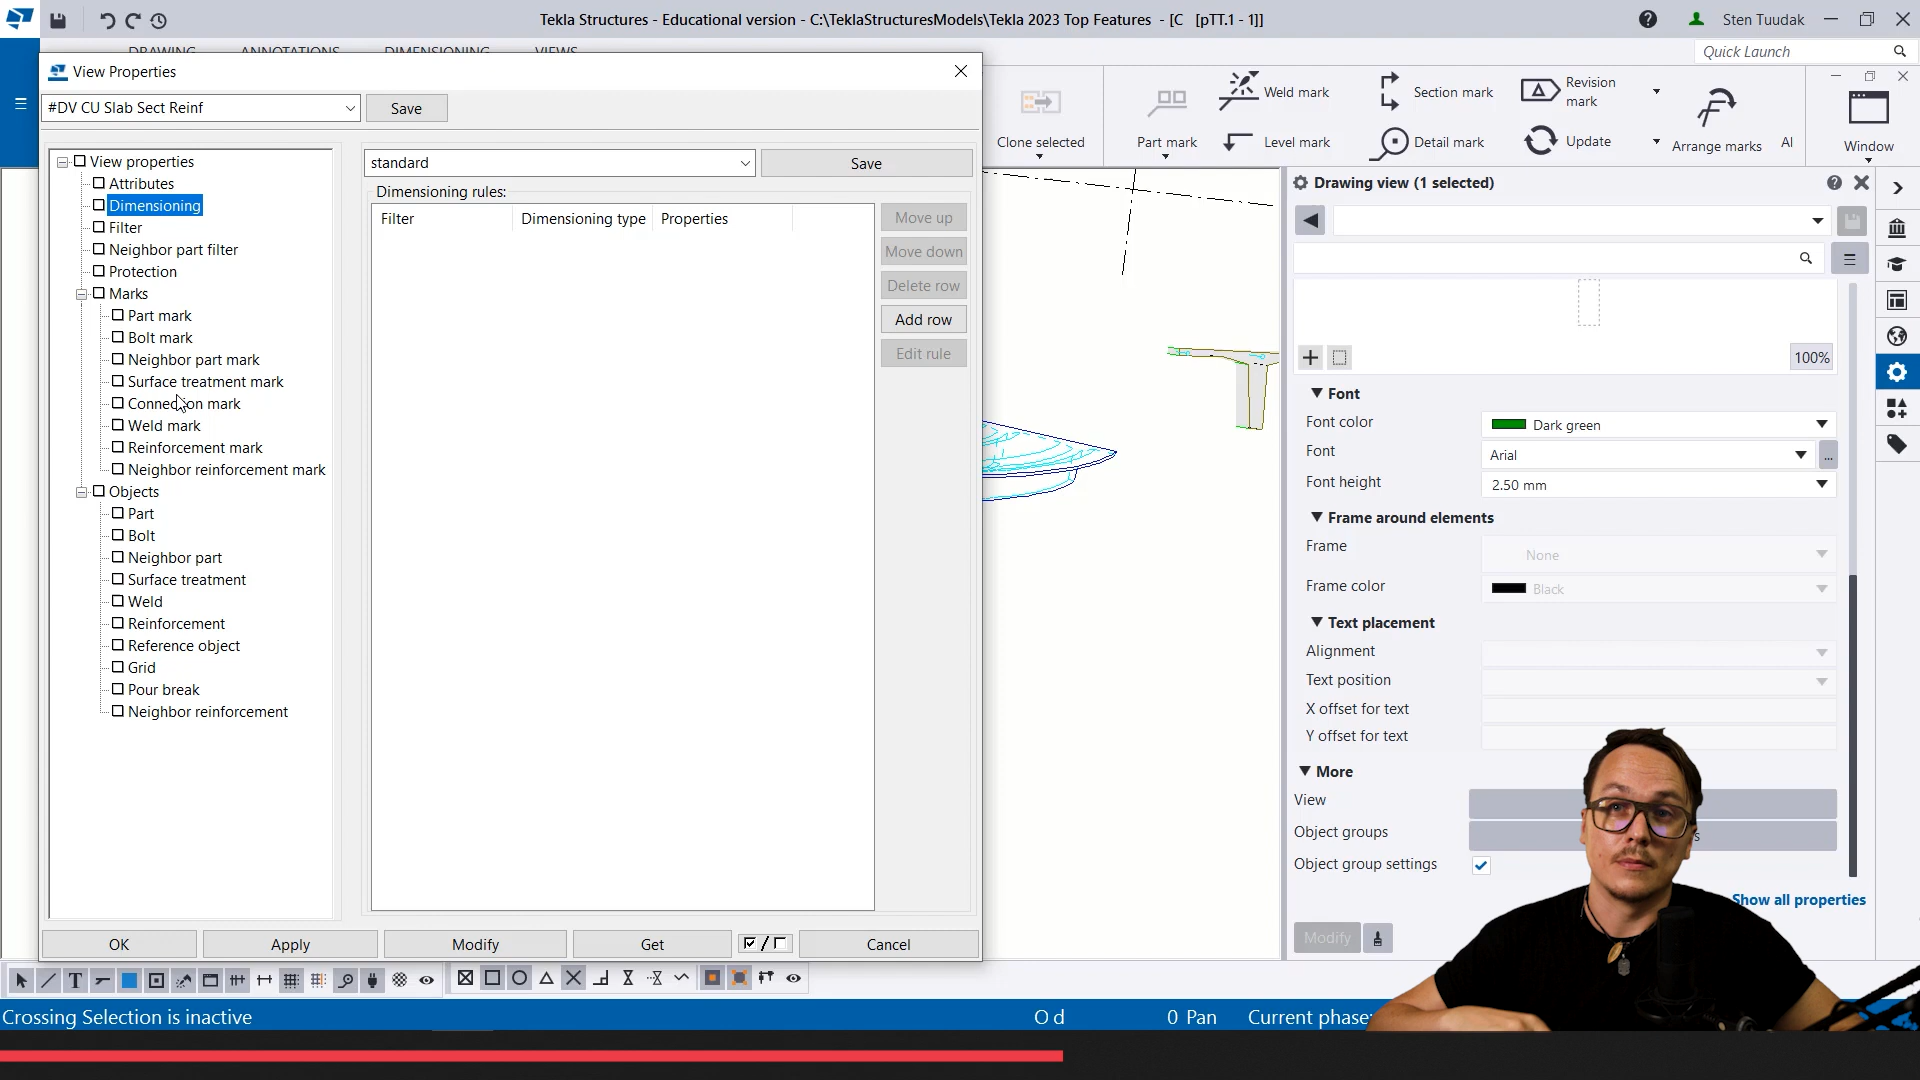 Tekla Structures - Educational version - C:\TeklaStructuresModels\Tekla 2023 Top Features - [C [pTT.1 - 1]]
Sten Tuudak
DRAWING ANNOTATIONS DIMENSIONING VIEWS
Quick Launch
View Properties
#DV CU Slab Sect Reinf
Save
View properties
Attributes
Dimensioning
Filter
Neighbor part filter
Protection
Marks
Part mark
Bolt mark
Neighbor part mark
Surface treatment mark
Connection mark
Weld mark
Reinforcement mark
Neighbor reinforcement mark
Objects
Part
Bolt
Neighbor part
Surface treatment
Weld
Reinforcement
Reference object
Grid
Pour break
Neighbor reinforcement
standard
Save
Dimensioning rules:
Filter Dimensioning type Properties
Move up
Move down
Delete row
Add row
Edit rule
OK Apply Modify Get Cancel
Clone selected
Part mark
Weld mark
Level mark
Section mark
Detail mark
Revision
mark
Update
Arrange marks
Al
Window
Drawing view (1 selected)
100%
Font
Font color Dark green
Font Arial
...
Font height 2.50 mm
Frame around elements
Frame None
Frame color Black
Text placement
Alignment
Text position
X offset for text
Y offset for text
More
View
Object groups
s
Object group settings
Show all properties
Modify
Crossing Selection is inactive
O d
0 Pan
Current phase: